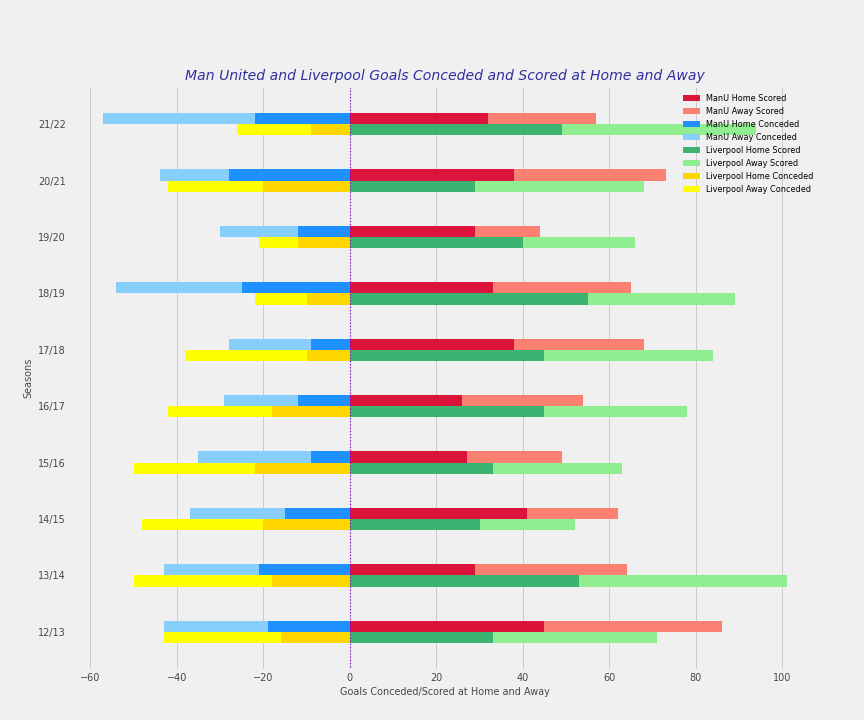 Man United and Liverpool Goals Conceded and Scored at Home and Away
ManU Home Scored
ManU Away Scored
ManU Home Conceded
ManU Away Conceded
Liverpool Home Scored
Liverpool Away Scored
Liverpool Home Conceded
Liverpool Away Conceded
Seasons
21/22
20/21
19/20
18/19
17/18
16/17
15/16
14/15
13/14
12/13
−60 −40 −20 0 20 40 60 80 100
Goals Conceded/Scored at Home and Away